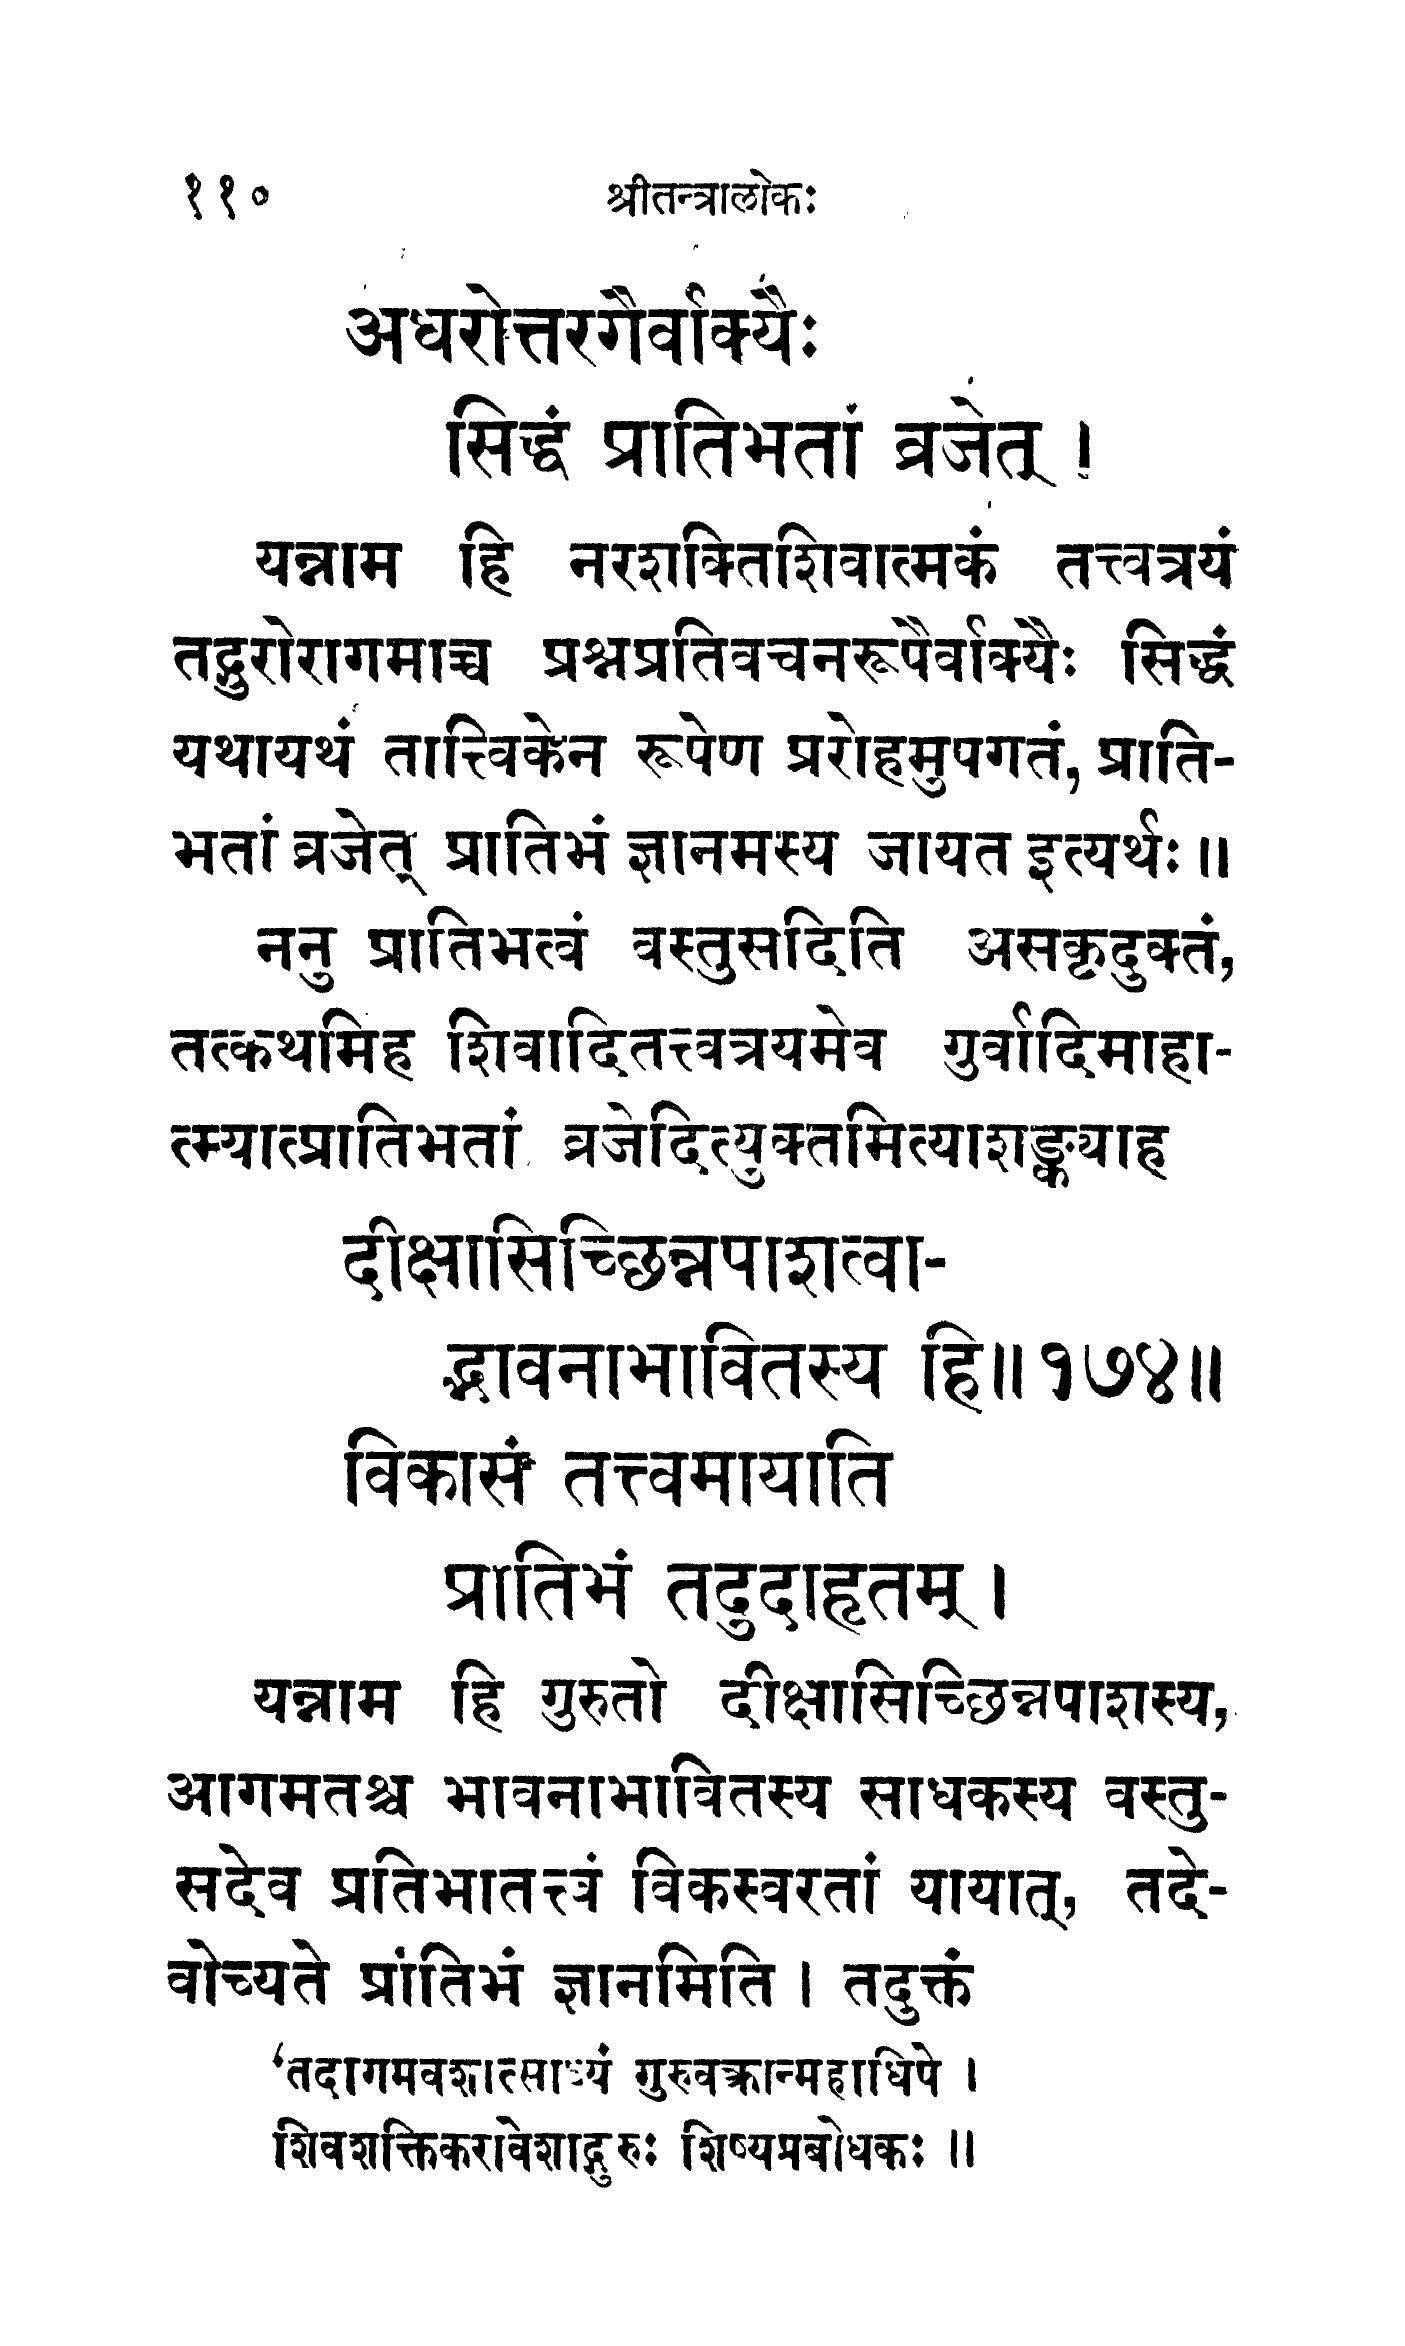 ११० श्रीतन्त्रालोकः
अधरोत्तरगैर्वाक्यैः
सिद्धं प्रातिभतां व्रजेत् ।
यन्नाम हि नरशक्तिशिवात्मकं तत्त्वत्रयं
तद्गुरोरागमाच्च प्रश्नप्रतिवचनरूपैर्वाक्यैः सिद्धं
यथायथं तात्त्विकेन रूपेण प्ररोहमुपगतं, प्राति-
भतां व्रजेत् प्रातिभं ज्ञानमस्य जायत इत्यर्थः ॥
ननु प्रातिभत्वं वस्तुसदिति असकृदुक्तं,
तत्कथमिह शिवादितत्त्वत्रयमेव गुर्वादिमाहा-
त्म्यात्प्रातिभतां व्रजेदित्युक्तमित्याशङ्क्याह
दीक्षासिच्छिन्नपाशत्वा-
द्भावनाभावितस्य हि ॥ १७४ ॥
विकासं तत्त्वमायाति
प्रातिभं तदुदाहृतम् ।
यन्नाम हि गुरुतो दीक्षासिच्छिन्नपाशस्य,
आगमतश्च भावनाभावितस्य साधकस्य वस्तु-
सदेव प्रतिभातत्त्वं विकस्वरतां यायात्, तदे-
वोच्यते प्रातिभं ज्ञानमिति । तदुक्तं
‘तदागमवशात्साध्यं गुरुवक्त्रान्महाधिपे ।
शिवशक्तिकरावेशाद्गुरुः शिष्यप्रबोधकः ॥